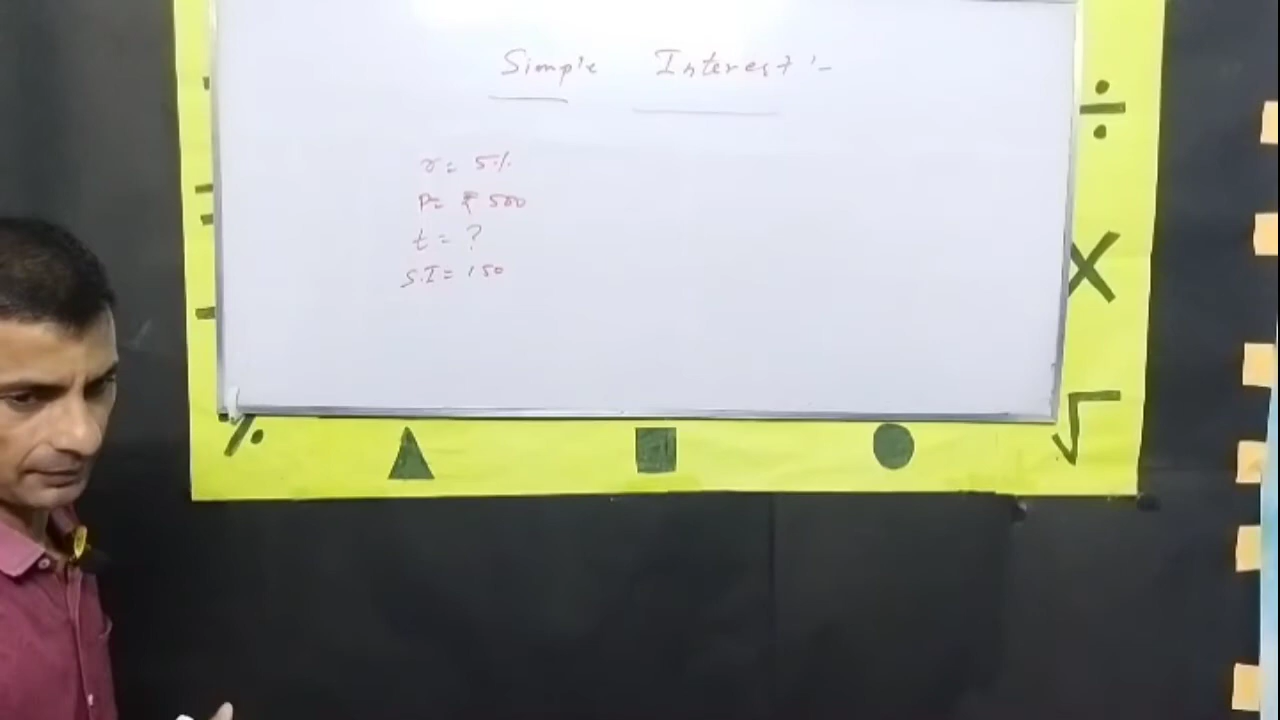 Simple Interest :-
r = 5%
P = ₹ 500
t = ?
S.I = 150